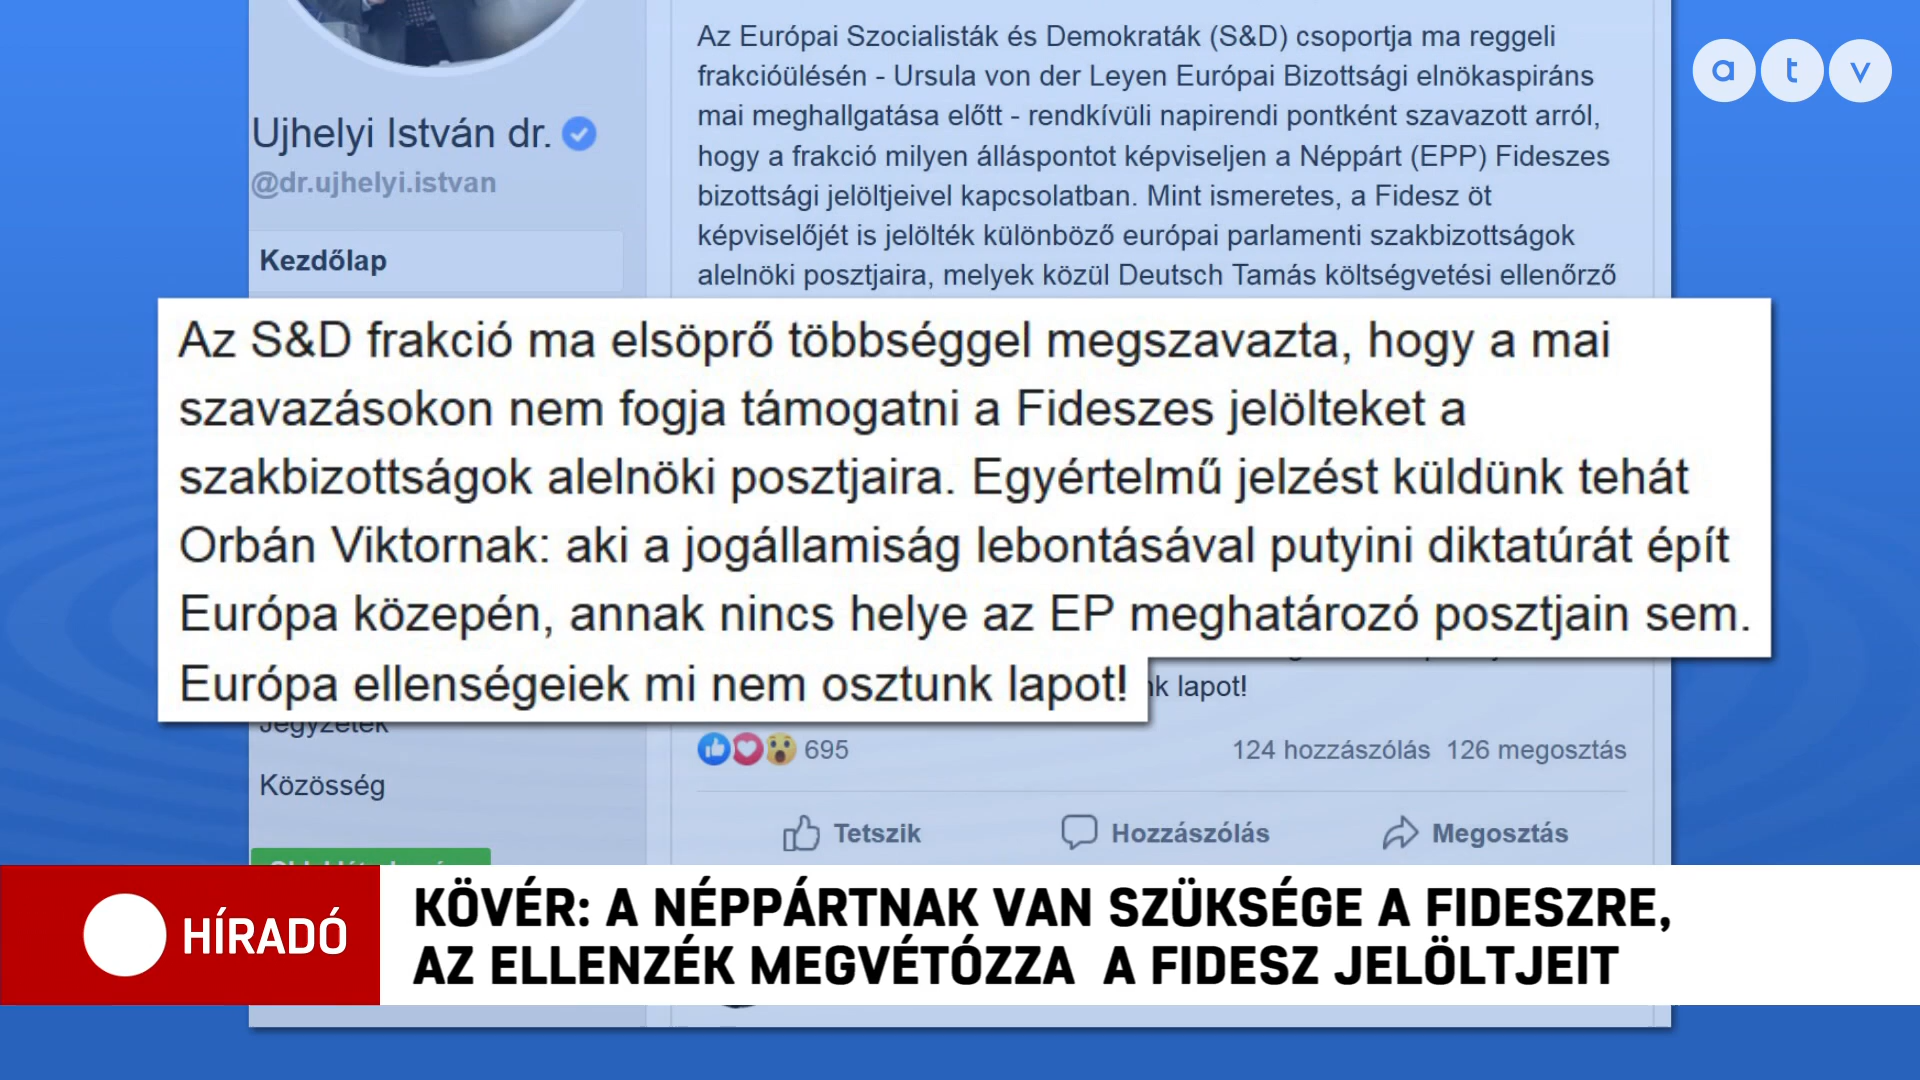 Az Európai Szocialisták és Demokraták (S&D) csoportja ma reggeli
frakcióülésén - Ursula von der Leyen Európai Bizottsági elnökaspiráns
mai meghallgatása előtt - rendkívüli napirendi pontként szavazott arról,
hogy a frakció milyen álláspontot képviseljen a Néppárt (EPP) Fideszes
bizottsági jelöltjeivel kapcsolatban. Mint ismeretes, a Fidesz öt
képviselőjét is jelölték különböző európai parlamenti szakbizottságok
alelnöki posztjaira, melyek közül Deutsch Tamás költségvetési ellenőrző
a t v
Ujhelyi István dr.
@dr.ujhelyi.istvan
Kezdőlap
Az S&D frakció ma elsöprő többséggel megszavazta, hogy a mai
szavazásokon nem fogja támogatni a Fideszes jelölteket a
szakbizottságok alelnöki posztjaira. Egyértelmű jelzést küldünk tehát
Orbán Viktornak: aki a jogállamiság lebontásával putyini diktatúrát épít
Európa közepén, annak nincs helye az EP meghatározó posztjain sem.
Európa ellenségeiek mi nem osztunk lapot!
lapot!
Jegyzetek
Közösség
695
124 hozzászólás 126 megosztás
Tetszik Hozzászólás Megosztás
HÍRADÓ
KÖVÉR: A NÉPPÁRTNAK VAN SZÜKSÉGE A FIDESZRE,
AZ ELLENZÉK MEGVÉTÓZZA A FIDESZ JELÖLTJEIT